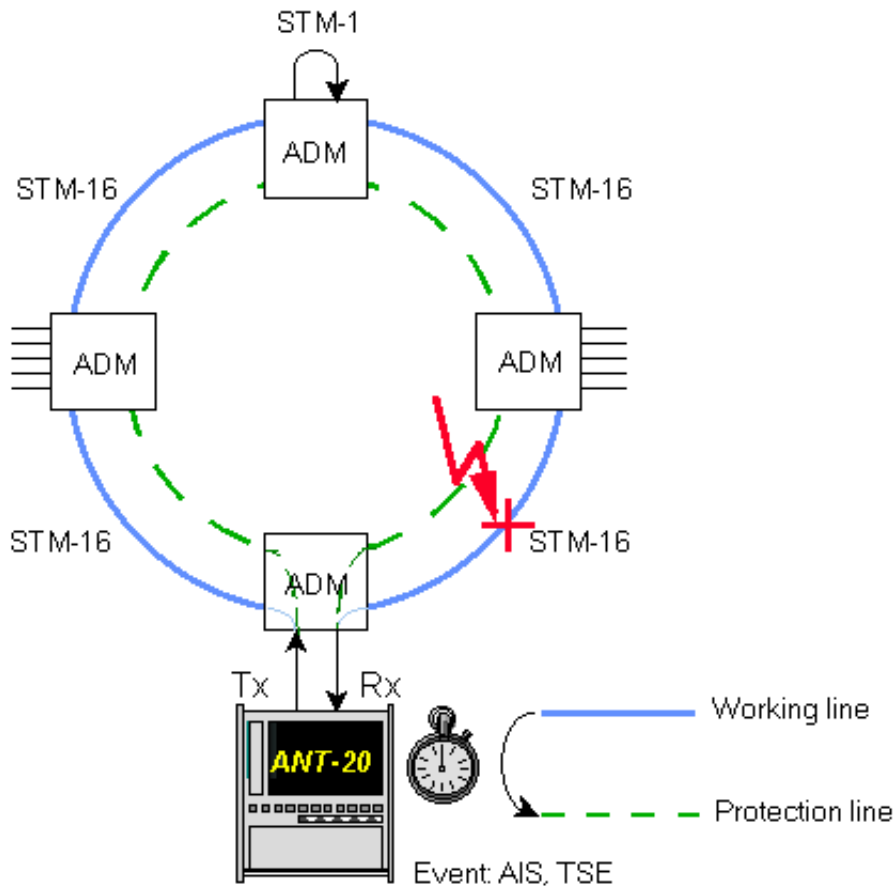 STM-1
ADM
STM-16
STM-16
ADM
ADM
STM-16
STM-16
ADM
Tx
Rx
ANT-20
Working line
Protection line
Event: AIS, TSE